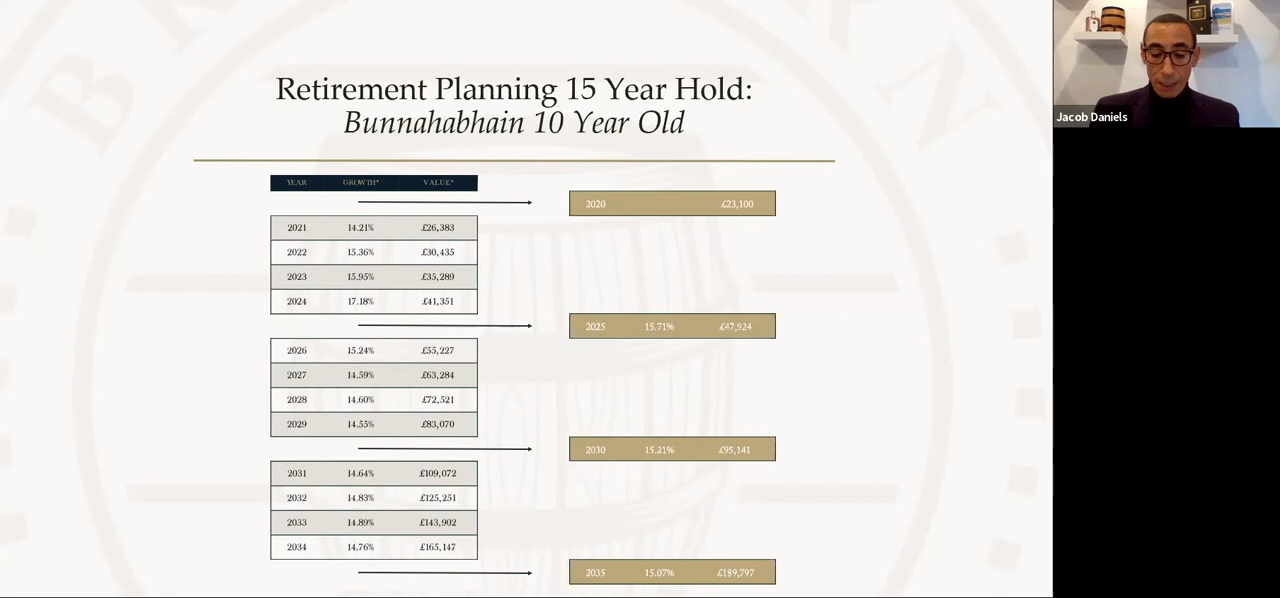 Retirement Planning 15 Year Hold:
Bunnahabhain 10 Year Old
YEAR GROWTH* VALUE*
2020 £23,100
2021 14.21% £26,383
2022 15.36% £30,435
2023 15.95% £35,289
2024 17.18% £41,351
2025 15.71% £47,924
2026 15.24% £55,227
2027 14.59% £63,284
2028 14.60% £72,521
2029 14.55% £83,070
2030 15.21% £95,141
2031 14.64% £109,072
2032 14.83% £125,251
2033 14.89% £143,902
2034 14.76% £165,147
2035 15.07% £189,797
Jacob Daniels